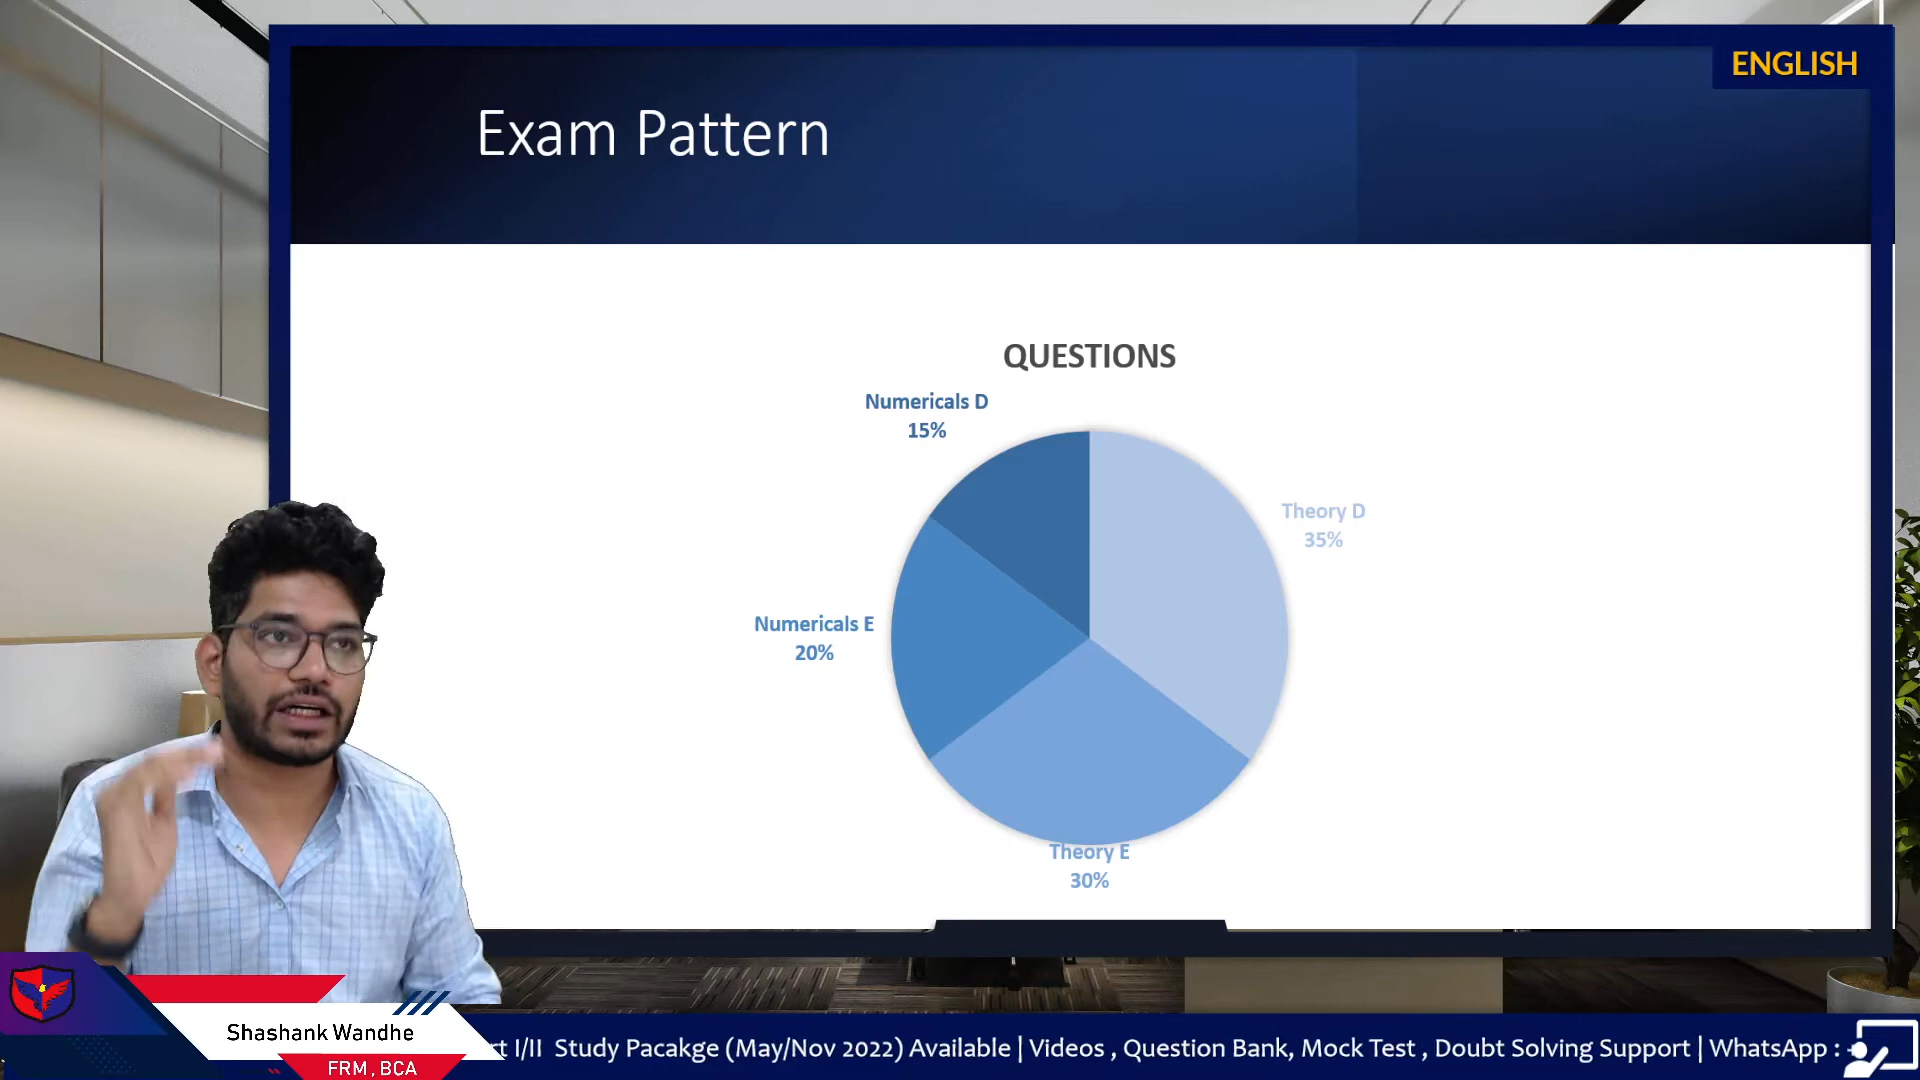 ENGLISH
Exam Pattern
QUESTIONS
Numericals D
15%
Theory D
35%
Numericals E
20%
Theory E
30%
Shashank Wandhe
FRM, BCA
I/II Study Pacakge (May/Nov 2022) Available | Videos , Question Bank, Mock Test , Doubt Solving Support | WhatsApp :